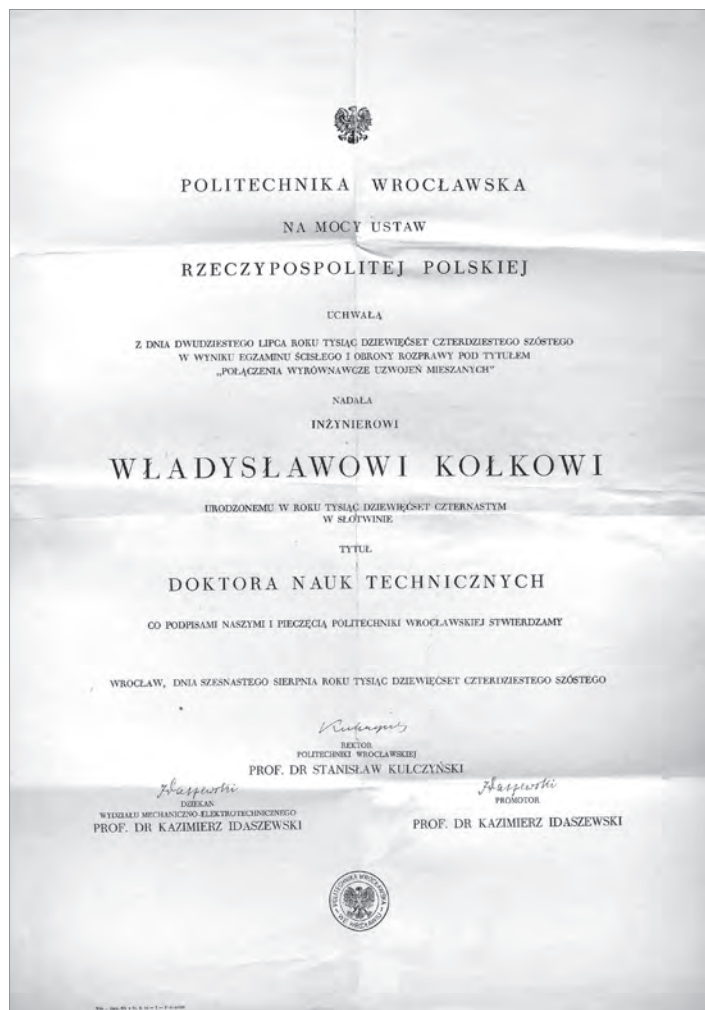 POLITECHNIKA WROCŁAWSKA
NA MOCY USTAW
RZECZYPOSPOLITEJ POLSKIEJ
UCHWAŁĄ
Z DNIA DWUDZIESTEGO LIPCA ROKU TYSIĄC DZIEWIĘĆSET CZTERDZIESTEGO SZÓSTEGO
W WYNIKU EGZAMINU ŚCISŁEGO I OBRONY ROZPRAWY POD TYTUŁEM
„POŁĄCZENIA WYRÓWNAWCZE UZWOJEŃ MIESZANYCH”
NADAŁA
INŻYNIEROWI
WŁADYSŁAWOWI KOŁKOWI
URODZONEMU W ROKU TYSIĄC DZIEWIĘĆSET CZTERNASTYM
W SŁOTWINIE
TYTUŁ
DOKTORA NAUK TECHNICZNYCH
CO PODPISAMI NASZYMI I PIECZĘCIĄ POLITECHNIKI WROCŁAWSKIEJ STWIERDZAMY
WROCŁAW, DNIA SZESNASTEGO SIERPNIA ROKU TYSIĄC DZIEWIĘĆSET CZTERDZIESTEGO SZÓSTEGO
REKTOR
POLITECHNIKI WROCŁAWSKIEJ
PROF. DR STANISŁAW KULCZYŃSKI
Idaszewski
DZIEKAN
WYDZIAŁU MECHANICZNO-ELEKTROTECHNICZNEGO
PROF. DR KAZIMIERZ IDASZEWSKI
Idaszewski
PROMOTOR
PROF. DR KAZIMIERZ IDASZEWSKI
POLITECHNIKA WROCŁAWSKA
WE WROCŁAWIU